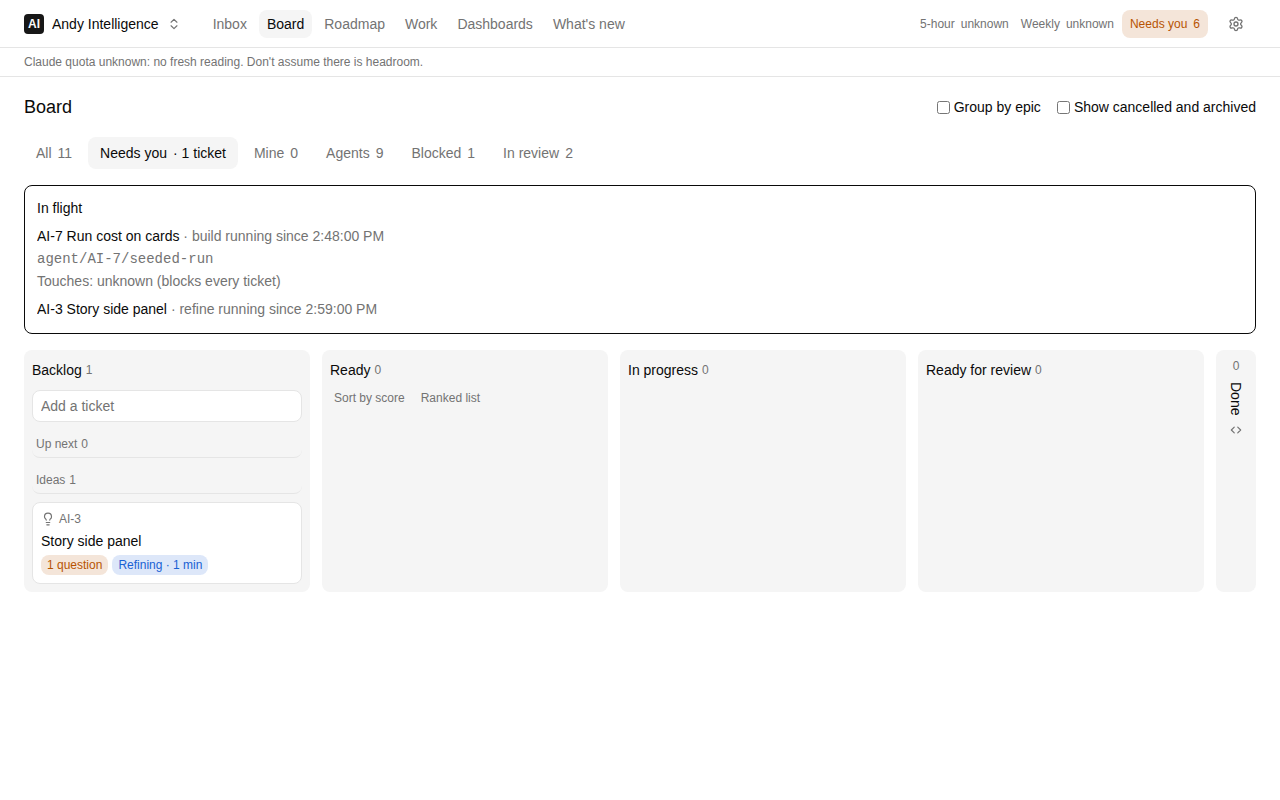 AI Andy Intelligence Inbox Board Roadmap Work Dashboards What's new 5-hour unknown Weekly unknown Needs you 6
Claude quota unknown: no fresh reading. Don't assume there is headroom.
Board Group by epic Show cancelled and archived
All 11 Needs you · 1 ticket Mine 0 Agents 9 Blocked 1 In review 2
In flight
AI-7 Run cost on cards · build running since 2:48:00 PM
agent/AI-7/seeded-run
Touches: unknown (blocks every ticket)
AI-3 Story side panel · refine running since 2:59:00 PM
Backlog 1
Add a ticket
Up next 0
Ideas 1
AI-3
Story side panel
1 question Refining · 1 min
Ready 0
Sort by score Ranked list
In progress 0
Ready for review 0
0
Done